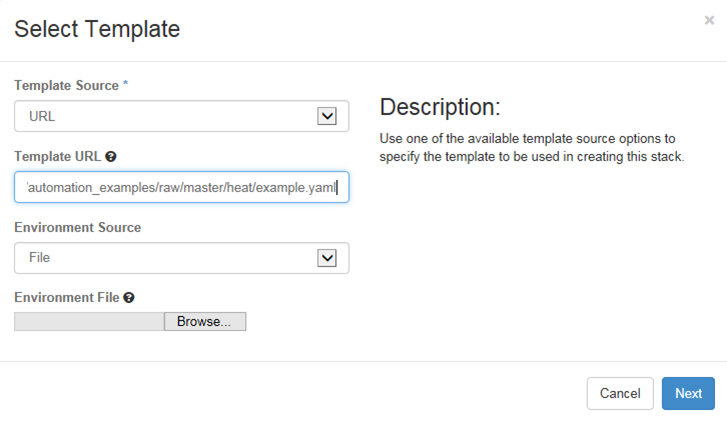 Select Template
×
Template Source *
URL
Template URL ?
/automation_examples/raw/master/heat/example.yaml
Environment Source
File
Environment File ?
Browse...
Description:
Use one of the available template source options to
specify the template to be used in creating this stack.
Cancel
Next